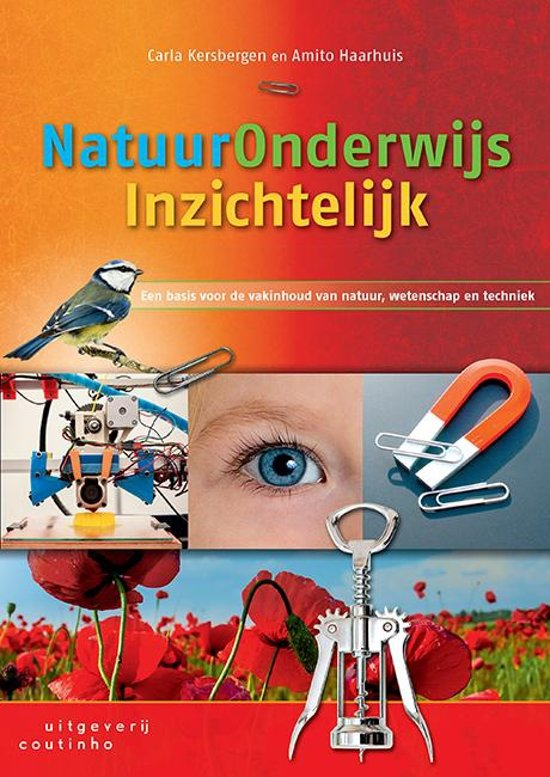 Carla Kersbergen en Amito Haarhuis
NatuurOnderwijs
Inzichtelijk
Een basis voor de vakinhoud van natuur, wetenschap en techniek
uitgeverij
coutinho